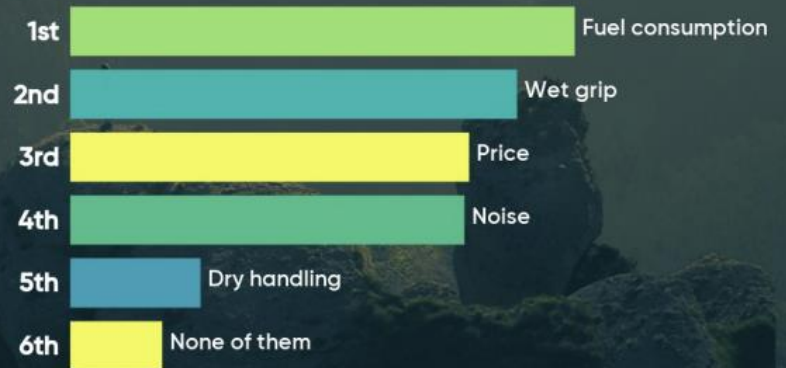 1st Fuel consumption
2nd Wet grip
3rd Price
4th Noise
5th Dry handling
6th None of them